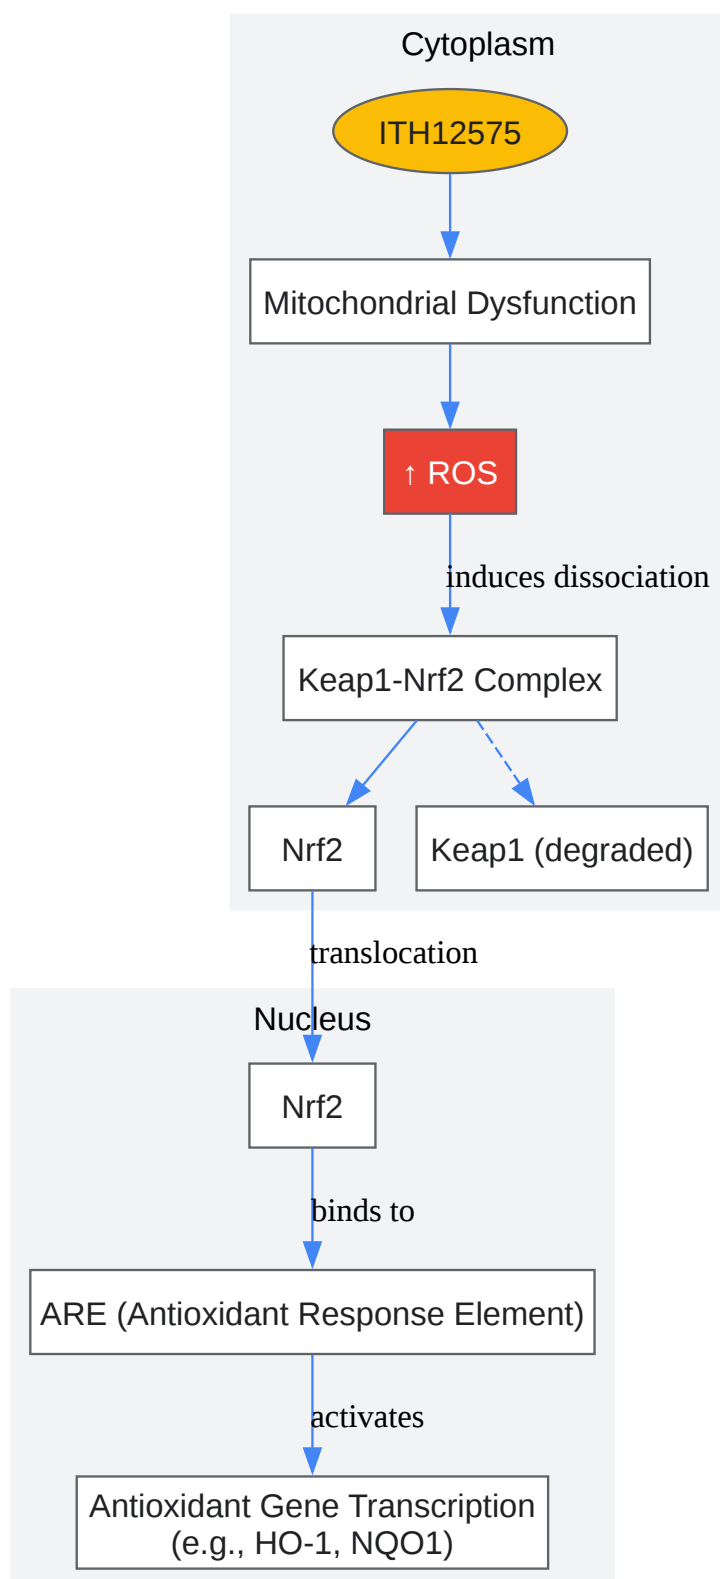 Cytoplasm
ITH12575
Mitochondrial Dysfunction
↑ ROS
induces dissociation
Keap1-Nrf2 Complex
Nrf2
Keap1 (degraded)
translocation
Nucleus
Nrf2
binds to
ARE (Antioxidant Response Element)
activates
Antioxidant Gene Transcription
(e.g., HO-1, NQO1)